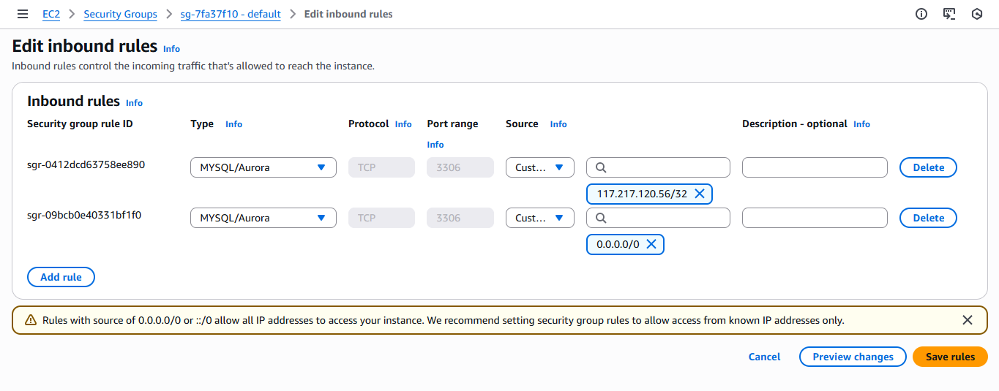 EC2 > Security Groups > sg-7fa37f10 - default > Edit inbound rules
Edit inbound rules Info
Inbound rules control the incoming traffic that's allowed to reach the instance.
Inbound rules Info
Security group rule ID Type Info Protocol Info Port range Info Source Info Description - optional Info
sgr-0412dcd63758ee890 MYSQL/Aurora TCP 3306 Cust... Delete
117.217.120.56/32
sgr-09bcb0e40331bf1f0 MYSQL/Aurora TCP 3306 Cust... Delete
0.0.0.0/0
Add rule
Rules with source of 0.0.0.0/0 or ::/0 allow all IP addresses to access your instance. We recommend setting security group rules to allow access from known IP addresses only.
Cancel Preview changes Save rules